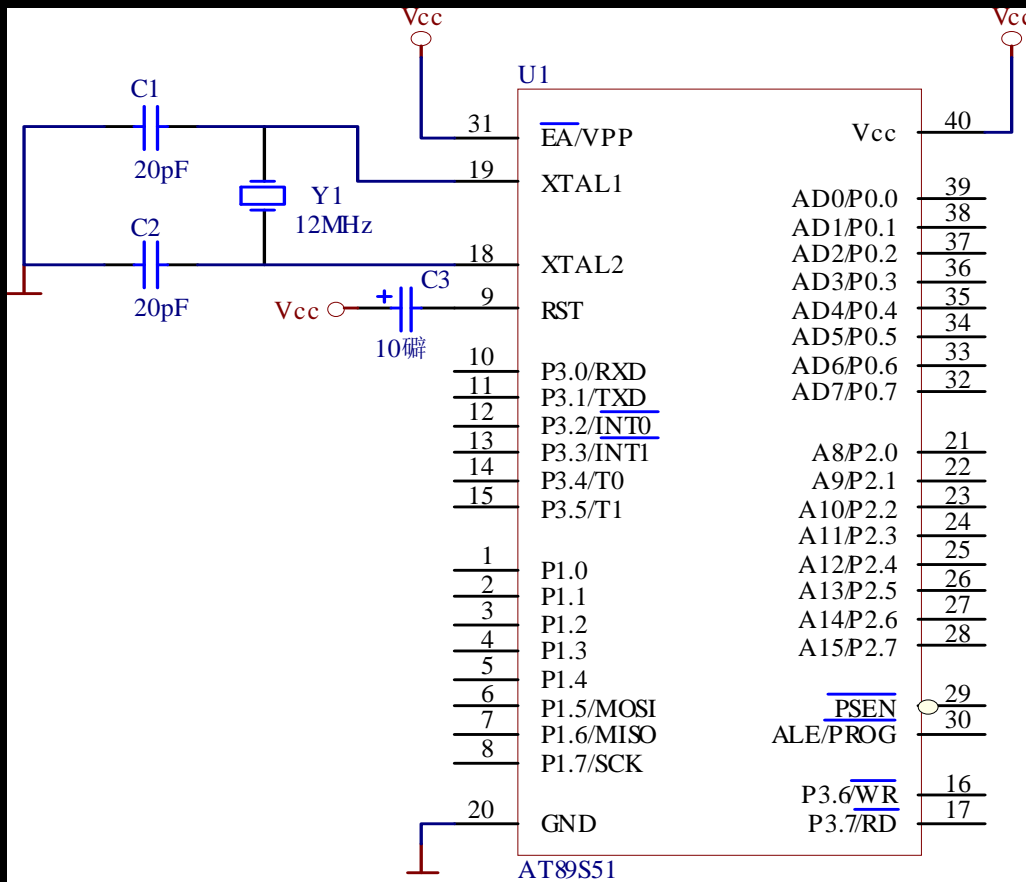 Vcc
Vcc
U1
C1
20pF
Y1
12MHz
C2
20pF
C3
Vcc
+
10礔
31
EA/VPP
19
XTAL1
18
XTAL2
9
RST
10
P3.0/RXD
11
P3.1/TXD
12
P3.2/INT0
13
P3.3/INT1
14
P3.4/T0
15
P3.5/T1
1
P1.0
2
P1.1
3
P1.2
4
P1.3
5
P1.4
6
P1.5/MOSI
7
P1.6/MISO
8
P1.7/SCK
20
GND
Vcc
40
AD0/P0.0
39
AD1/P0.1
38
AD2/P0.2
37
AD3/P0.3
36
AD4/P0.4
35
AD5/P0.5
34
AD6/P0.6
33
AD7/P0.7
32
A8/P2.0
21
A9/P2.1
22
A10/P2.2
23
A11/P2.3
24
A12/P2.4
25
A13/P2.5
26
A14/P2.6
27
A15/P2.7
28
PSEN
29
ALE/PROG
30
P3.6/WR
16
P3.7/RD
17
AT89S51